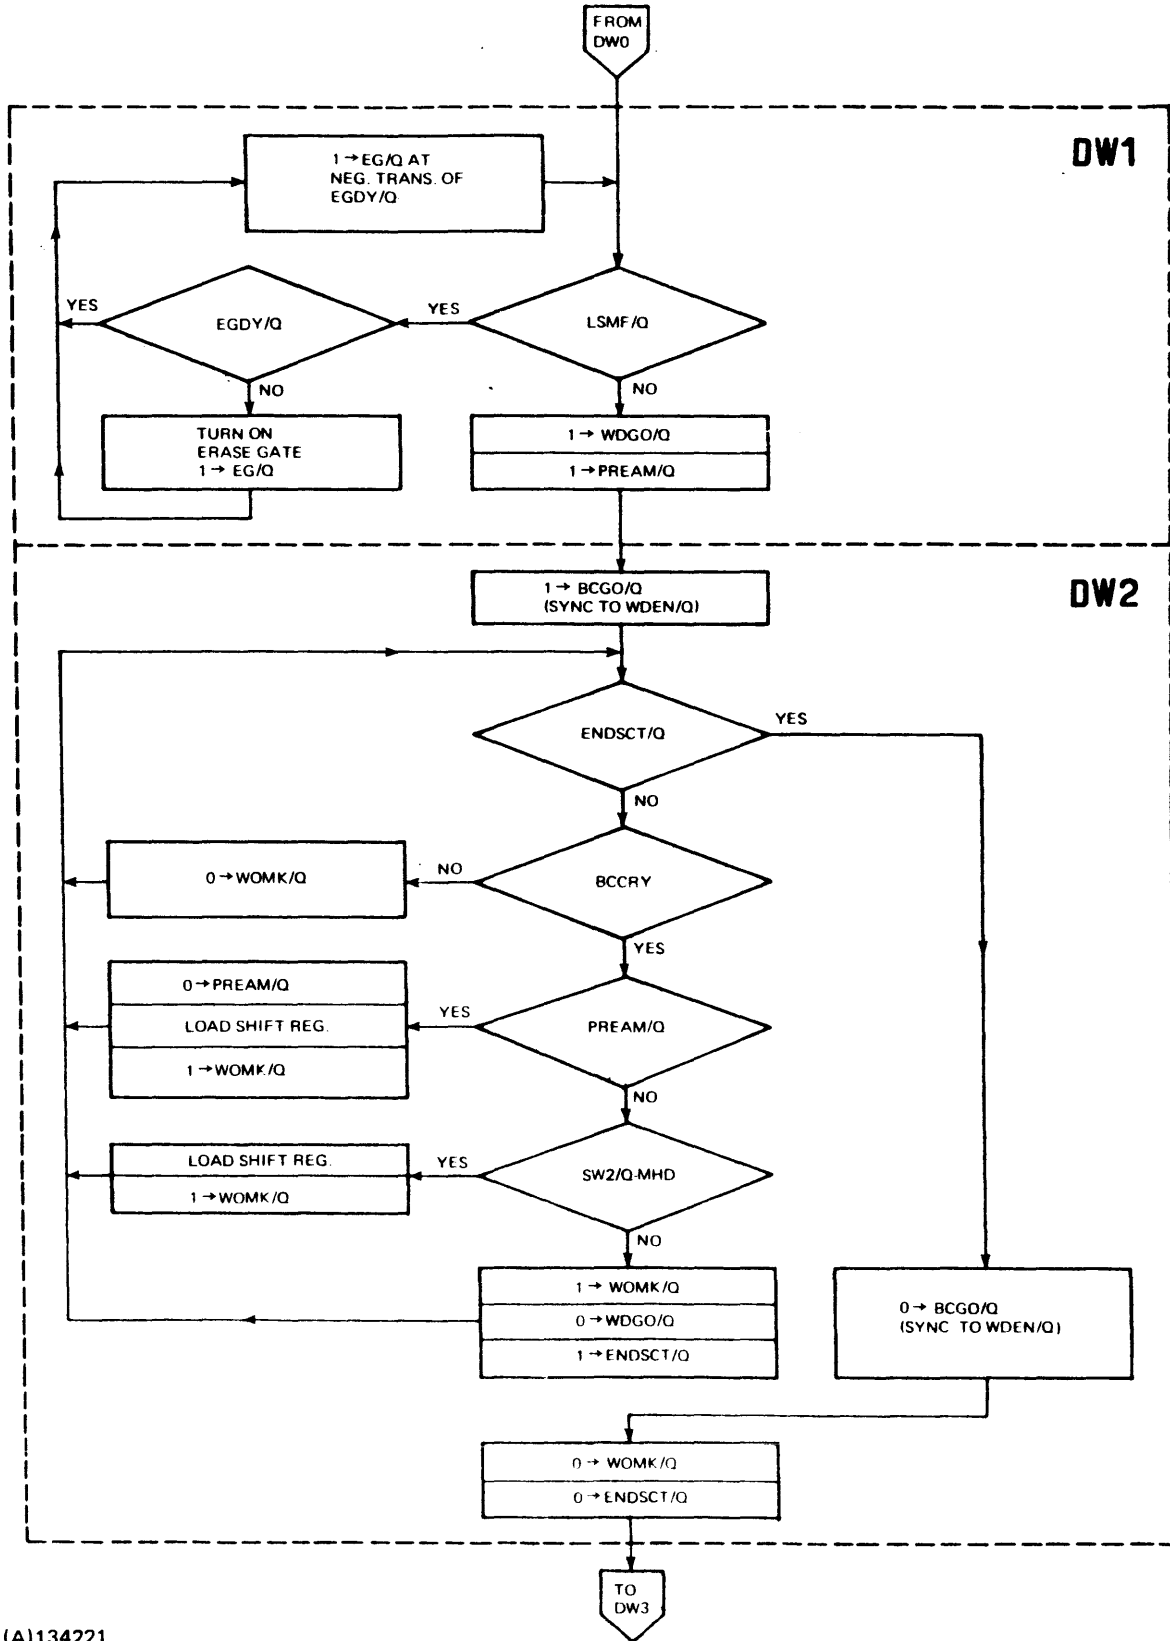 FROM
DW0
DW1
1 → EG/Q AT
NEG. TRANS. OF
EGDY/Q
YES
EGDY/Q
YES
LSMF/Q
NO
NO
TURN ON
ERASE GATE
1 → EG/Q
1 → WDGO/Q
1 → PREAM/Q
DW2
1 → BCGO/Q
(SYNC TO WDEN/Q)
ENDSCT/Q
YES
NO
0 → WOMK/Q
NO
BCCRY
YES
0 → PREAM/Q
LOAD SHIFT REG.
1 → WOMK/Q
YES
PREAM/Q
NO
LOAD SHIFT REG.
1 → WOMK/Q
YES
SW2/Q-MHD
NO
1 → WOMK/Q
0 → WDGO/Q
1 → ENDSCT/Q
0 → BCGO/Q
(SYNC TO WDEN/Q)
0 → WOMK/Q
0 → ENDSCT/Q
TO
DW3
(A)134221